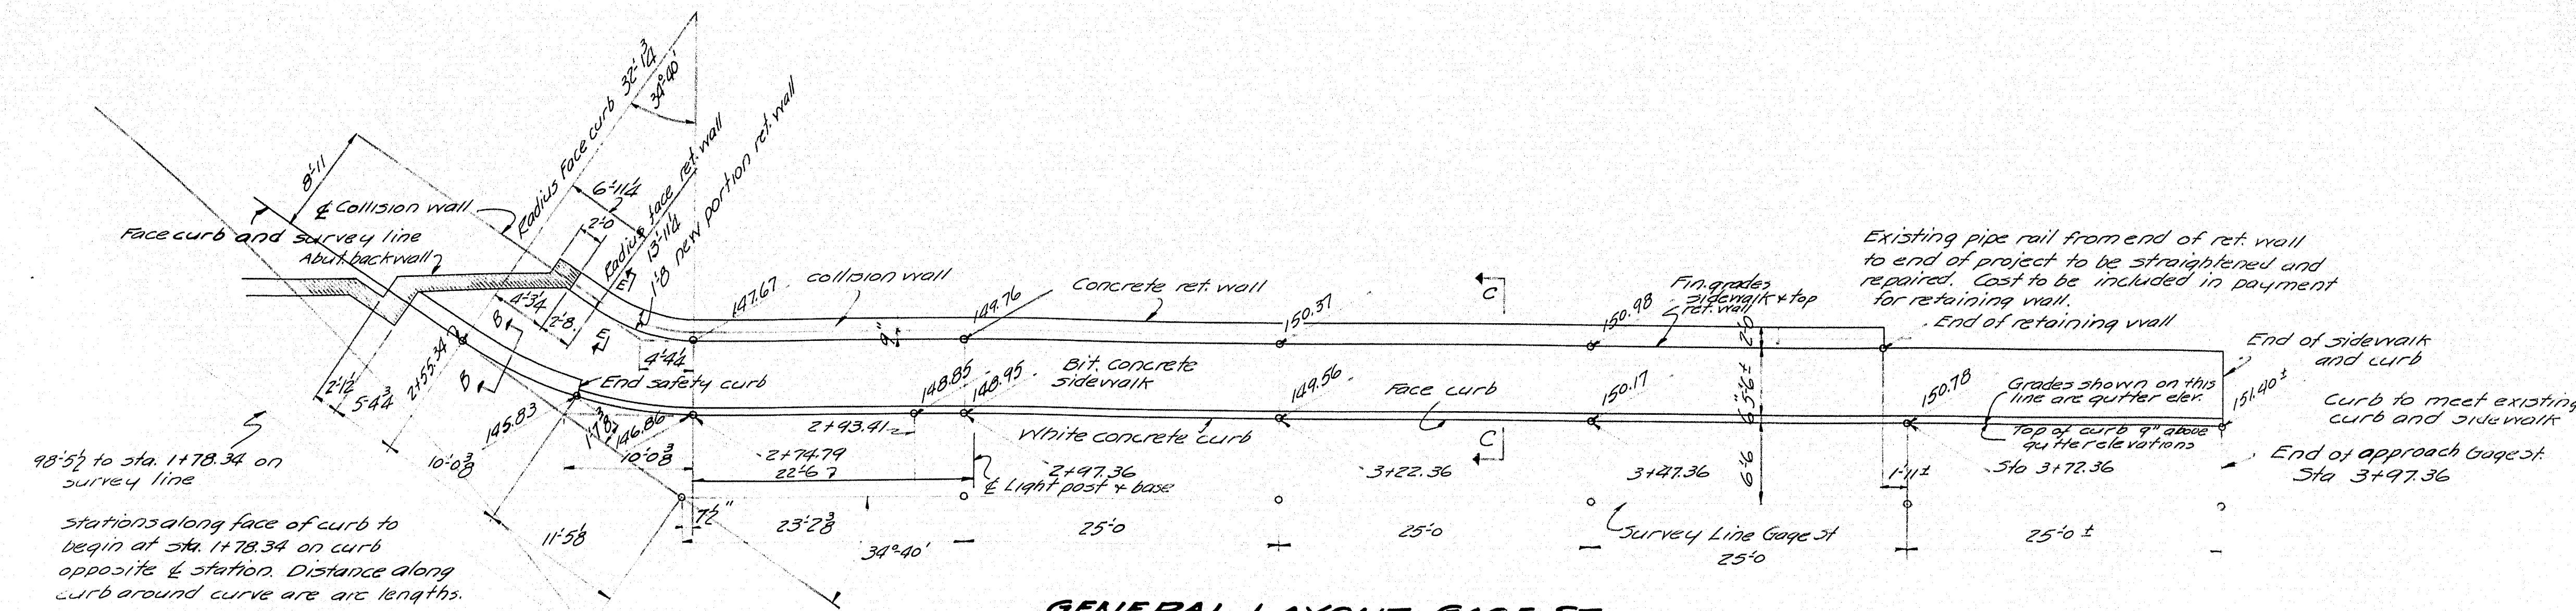 Radius Face curb 32'-1 3/4
34°-40'
8'-11
6'-11 1/4
℄ Collision wall
2'-0
Radius face ret. wall
13'-11 1/4
1'-8 new portion ret. wall
Face curb and survey line
Abut. backwall
E
E
4'-3 1/4
2'-8
B
B
2+55.34
2'-1 1/2
5'-4 3/4
4'-4 1/4
End safety curb
145.83
146.86
10'-0 3/8
10'-0 3/8
98'-5 1/2 to sta. 1+78.34 on
survey line
Stations along face of curb to
begin at sta. 1+78.34 on curb
opposite ℄ station. Distance along
curb around curve are arc lengths.
11'-5 1/8
7 1/2"
34°-40'
147.67
collision wall
149.76
Concrete ret. wall
150.37
C
C
Fin. grades
sidewalk & top
ret. wall
150.98
9"
148.85
148.95
Bit. concrete
sidewalk
149.56
Face curb
150.17
2'-0
6'-5"
6'-6
2+93.41
White concrete curb
2+74.79
22'-6
2+97.36
℄ Light post & base
3+22.36
3+47.36
23'-2 3/8
25'-0
25'-0
Survey Line Gage st
25'-0
Existing pipe rail from end of ret. wall
to end of project to be straightened and
repaired. Cost to be included in payment
for retaining wall.
End of retaining wall
End of sidewalk
and curb
150.78
Grades shown on this
line are gutter elev.
151.40 ±
Curb to meet existing
curb and sidewalk
Top of curb 9" above
gutter elevations
1'-11±
Sta 3+72.36
End of approach Gage st.
Sta 3+97.36
25'-0 ±
GENERAL LAYOUT GAGE ST.